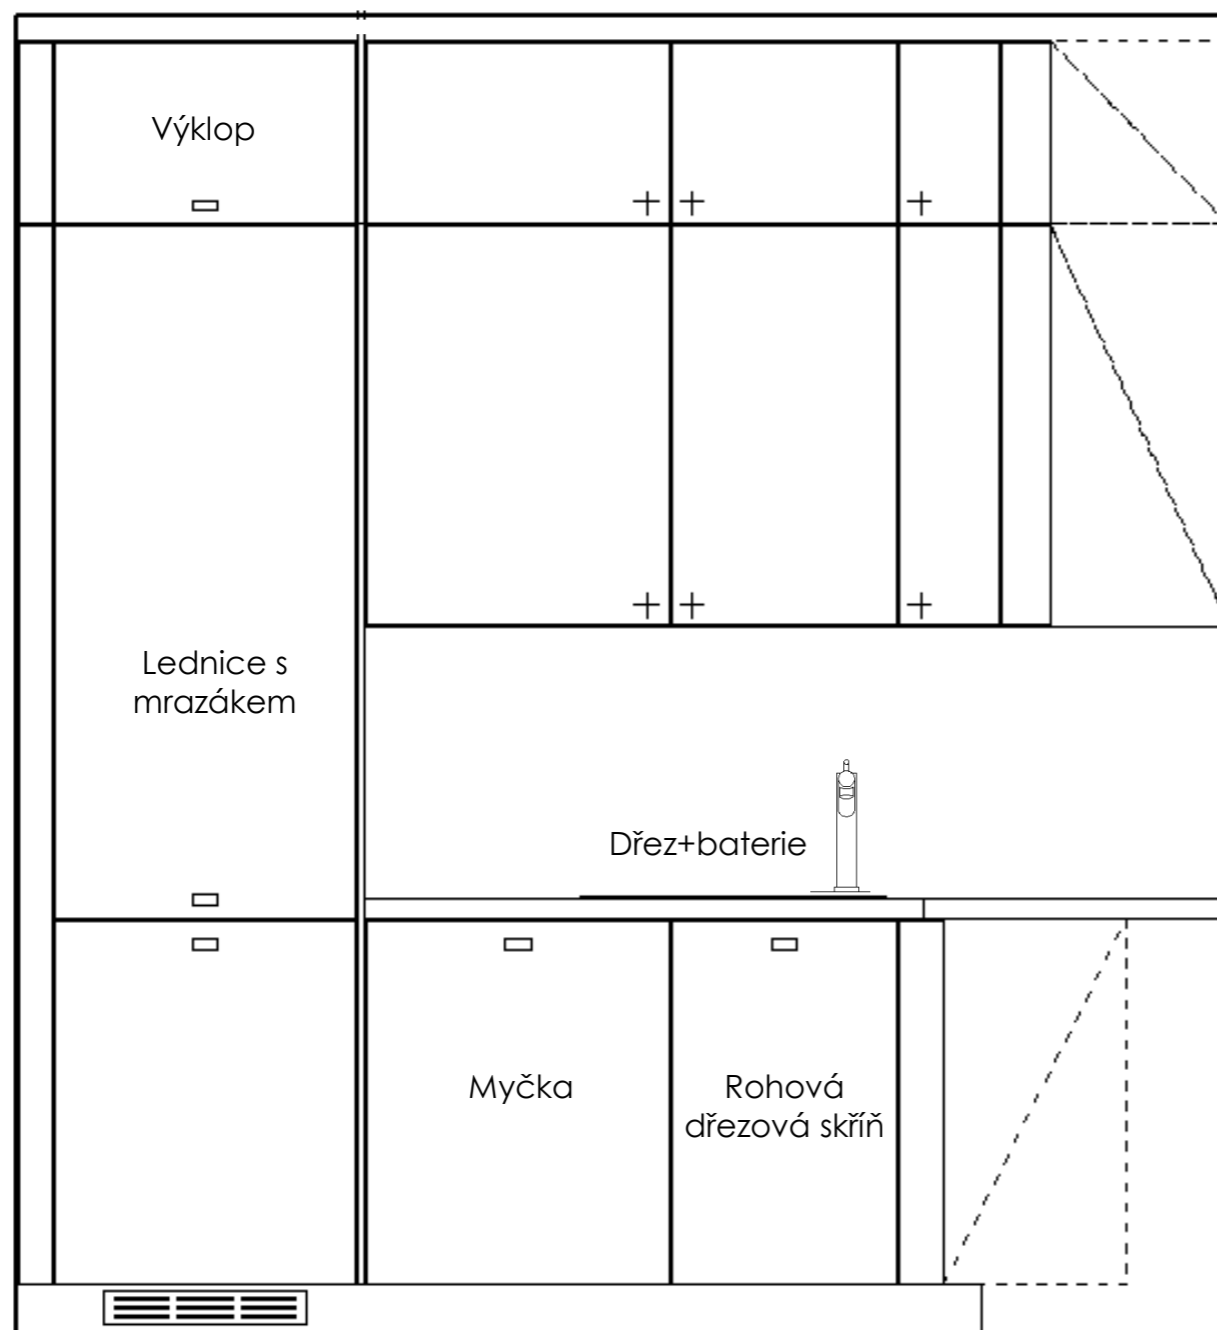 Výklop
Lednice s
mrazákem
Dřez+baterie
Myčka
Rohová
dřezová skříň